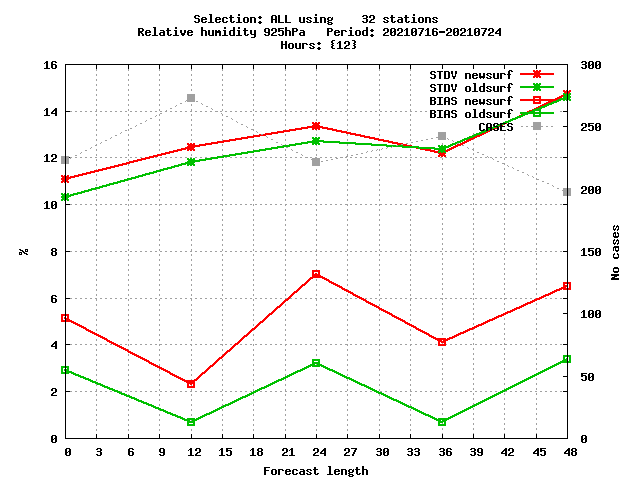 Selection: ALL using 32 stations
Relative humidity 925hPa Period: 20210716-20210724
Hours: {12}
16 300
STDV newsurf
STDV oldsurf
BIAS newsurf
14
BIAS oldsurf
CASES 250
12
10 200
%
No cases
8 150
6
100
4
50
2
0 0
0 3 6 9 12 15 18 21 24 27 30 33 36 39 42 45 48
Forecast length